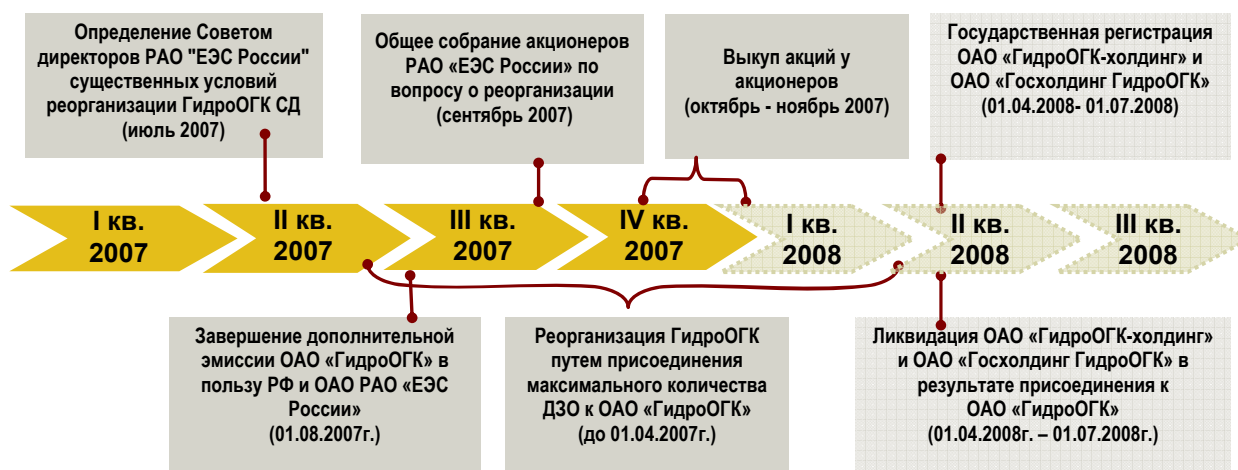 Определение Советом
директоров РАО "ЕЭС России"
существенных условий
реорганизации ГидроОГК СД
(июль 2007)
Общее собрание акционеров
РАО «ЕЭС России» по
вопросу о реорганизации
(сентябрь 2007)
Выкуп акций у
акционеров
(октябрь - ноябрь 2007)
Государственная регистрация
ОАО «ГидроОГК-холдинг» и
ОАО «Госхолдинг ГидроОГК»
(01.04.2008- 01.07.2008)
I кв.
2007
II кв.
2007
III кв.
2007
IV кв.
2007
I кв.
2008
II кв.
2008
III кв.
2008
Завершение дополнительной
эмиссии ОАО «ГидроОГК» в
пользу РФ и ОАО РАО «ЕЭС
России»
(01.08.2007г.)
Реорганизация ГидроОГК
путем присоединения
максимального количества
ДЗО к ОАО «ГидроОГК»
(до 01.04.2007г.)
Ликвидация ОАО «ГидроОГК-холдинг»
и ОАО «Госхолдинг ГидроОГК» в
результате присоединения к
ОАО «ГидроОГК»
(01.04.2008г. – 01.07.2008г.)